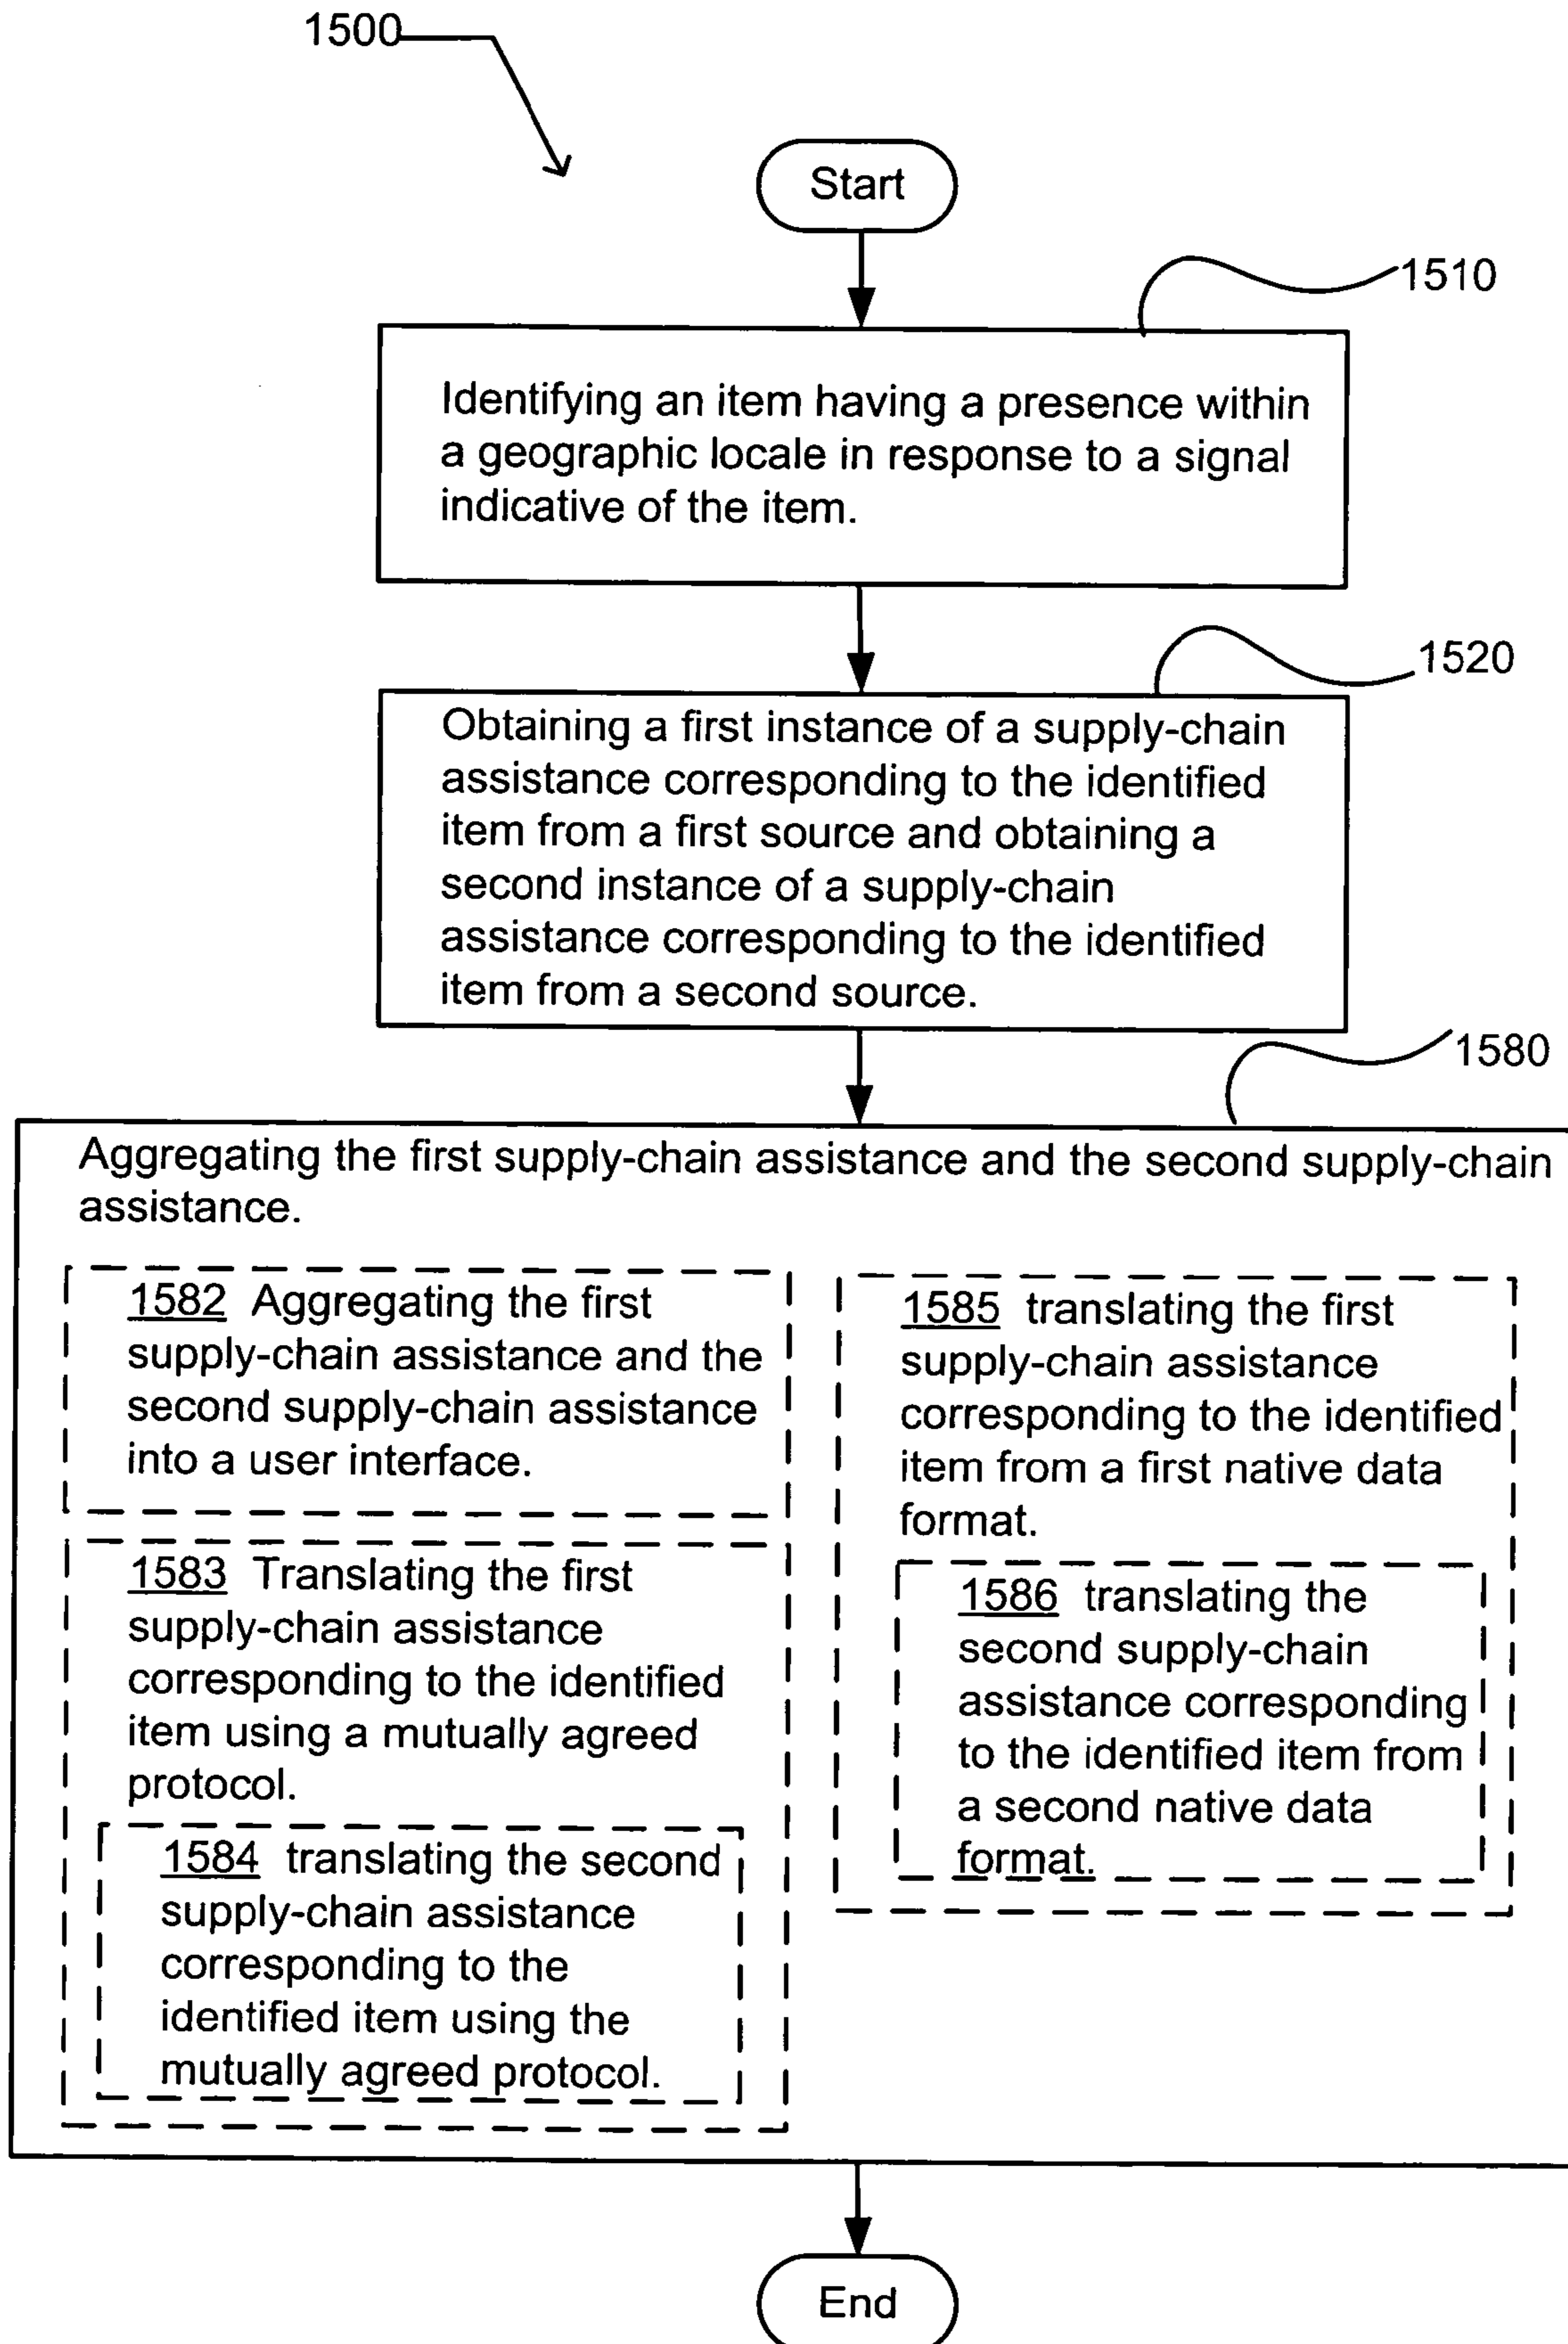 1500
Start
1510
Identifying an item having a presence within
a geographic locale in response to a signal
indicative of the item.
1520
Obtaining a first instance of a supply-chain
assistance corresponding to the identified
item from a first source and obtaining a
second instance of a supply-chain
assistance corresponding to the identified
item from a second source.
1580
Aggregating the first supply-chain assistance and the second supply-chain
assistance.
1582 Aggregating the first
supply-chain assistance and the
second supply-chain assistance
into a user interface.
1583 Translating the first
supply-chain assistance
corresponding to the identified
item using a mutually agreed
protocol.
1584 translating the second
supply-chain assistance
corresponding to the
identified item using the
mutually agreed protocol.
1585 translating the first
supply-chain assistance
corresponding to the identified
item from a first native data
format.
1586 translating the
second supply-chain
assistance corresponding
to the identified item from
a second native data
format.
End